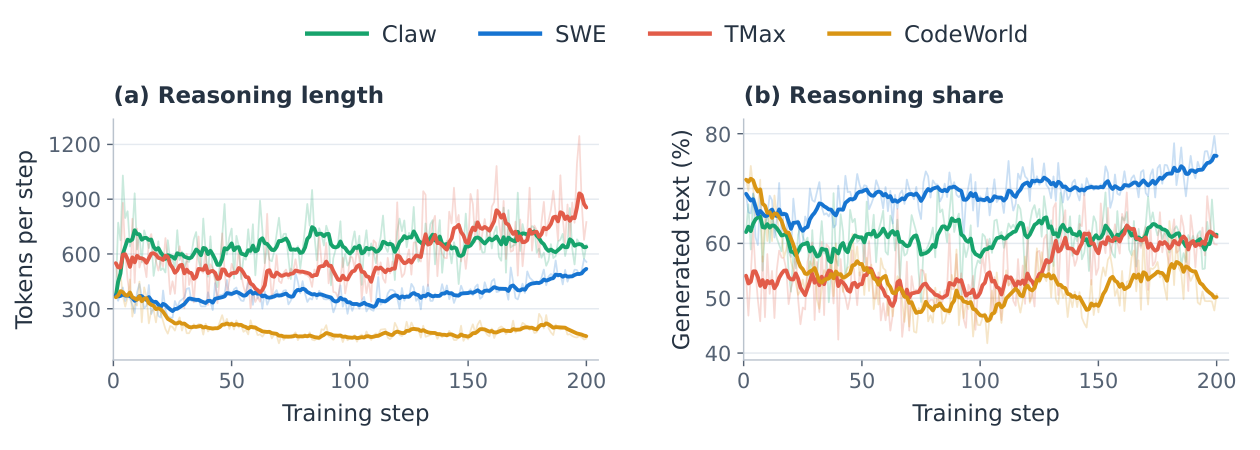 Claw SWE TMax CodeWorld
(a) Reasoning length
Tokens per step
1200
900
600
300
0 50 100 150 200
Training step
(b) Reasoning share
Generated text (%)
80
70
60
50
40
0 50 100 150 200
Training step